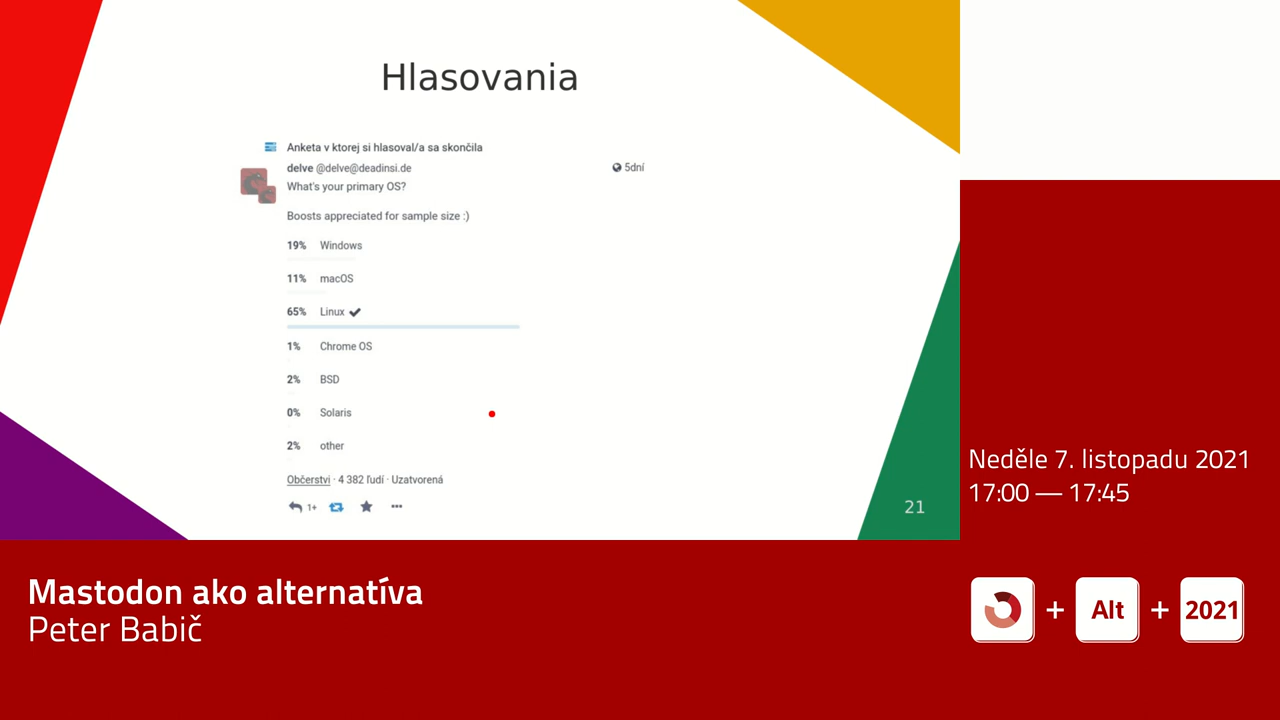 Hlasovania
Anketa v ktorej si hlasoval/a sa skončila
delve @delve@deadinsi.de
5dní
What's your primary OS?
Boosts appreciated for sample size :)
19% Windows
11% macOS
65% Linux ✔
1% Chrome OS
2% BSD
0% Solaris
2% other
Občerstvi · 4 382 ľudí · Uzatvorená
1+
21
Neděle 7. listopadu 2021
17:00 — 17:45
Mastodon ako alternatíva
Peter Babič
+ Alt + 2021